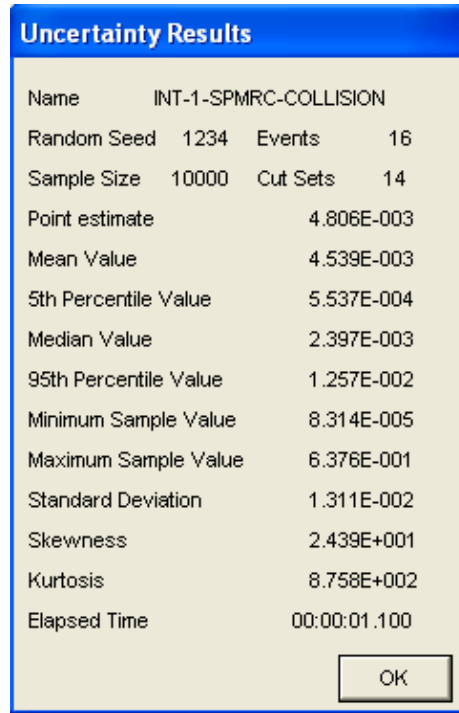 Uncertainty Results
Name INT-1-SPMRC-COLLISION
Random Seed 1234 Events 16
Sample Size 10000 Cut Sets 14
Point estimate 4.806E-003
Mean Value 4.539E-003
5th Percentile Value 5.537E-004
Median Value 2.397E-003
95th Percentile Value 1.257E-002
Minimum Sample Value 8.314E-005
Maximum Sample Value 6.376E-001
Standard Deviation 1.311E-002
Skewness 2.439E+001
Kurtosis 8.758E+002
Elapsed Time 00:00:01.100
OK